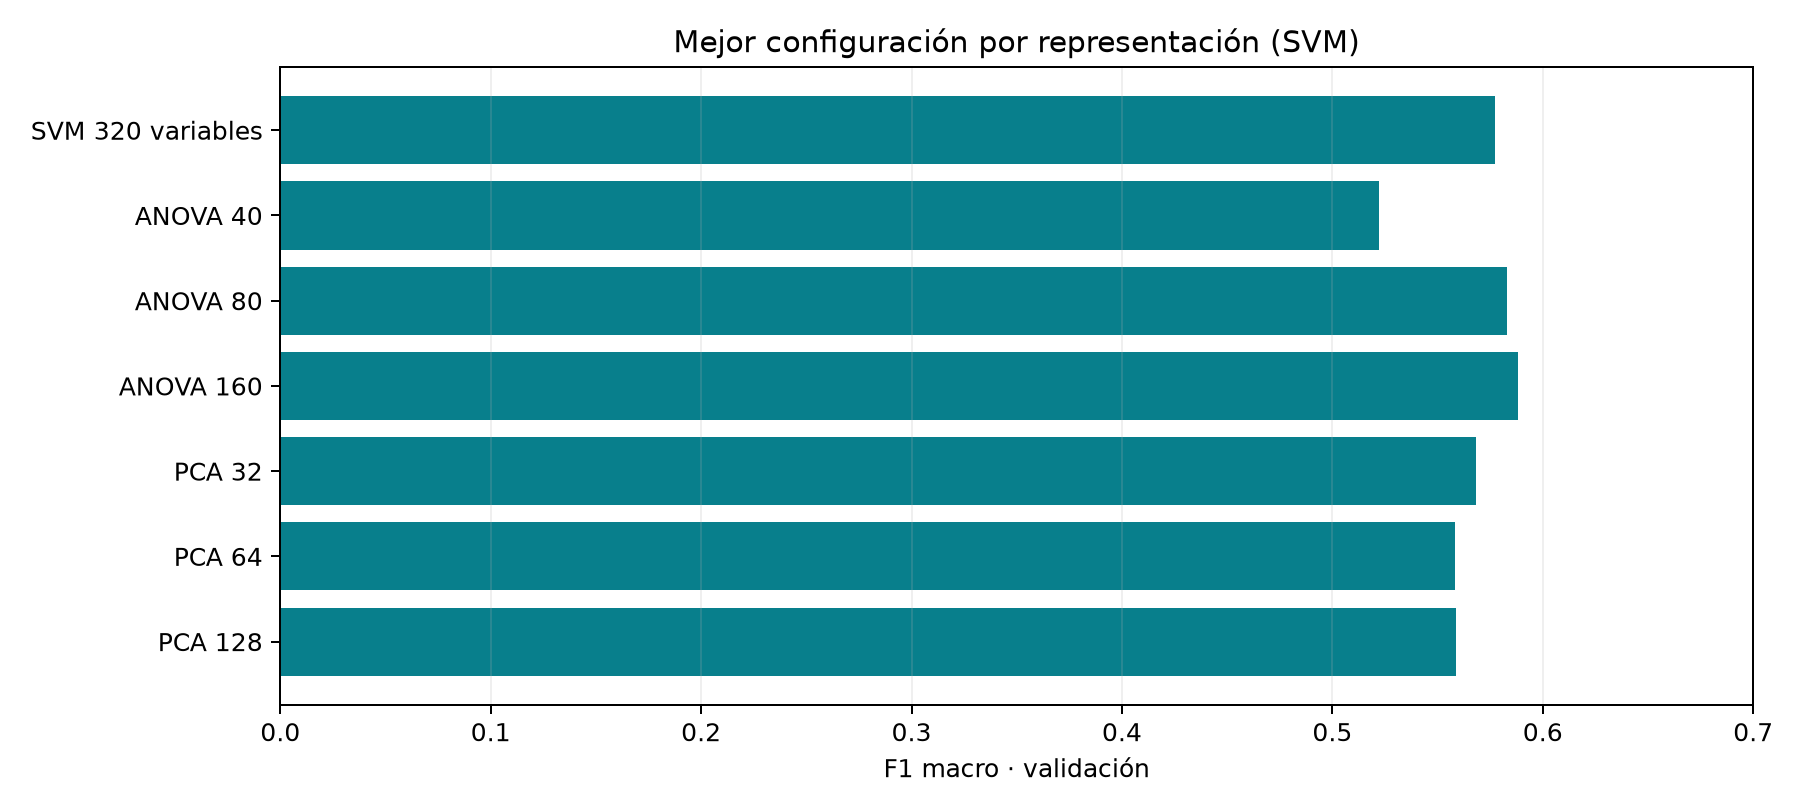 Mejor configuración por representación (SVM)
SVM 320 variables
ANOVA 40
ANOVA 80
ANOVA 160
PCA 32
PCA 64
PCA 128
0.0 0.1 0.2 0.3 0.4 0.5 0.6 0.7
F1 macro · validación